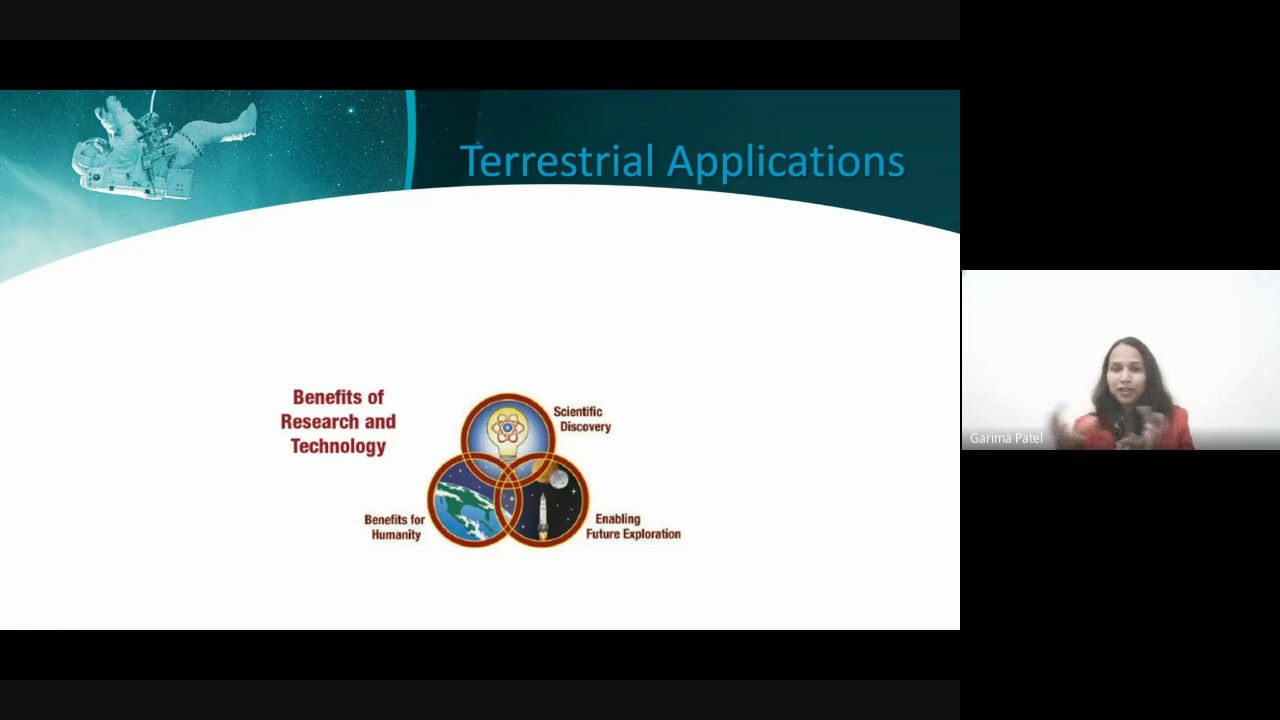 Terrestrial Applications
Benefits of
Research and
Technology
Scientific
Discovery
Benefits for
Humanity
Enabling
Future Exploration
Garima Patel